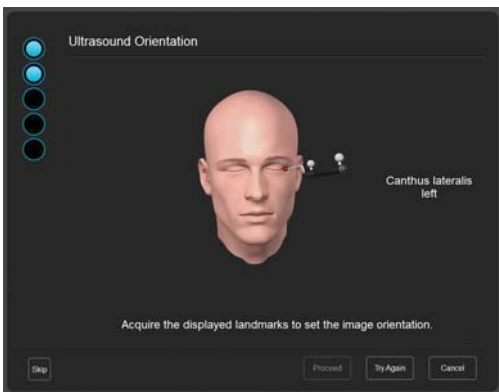 Ultrasound Orientation
Canthus lateralis
left
Acquire the displayed landmarks to set the image orientation.
Skip
Proceed
Try Again
Cancel